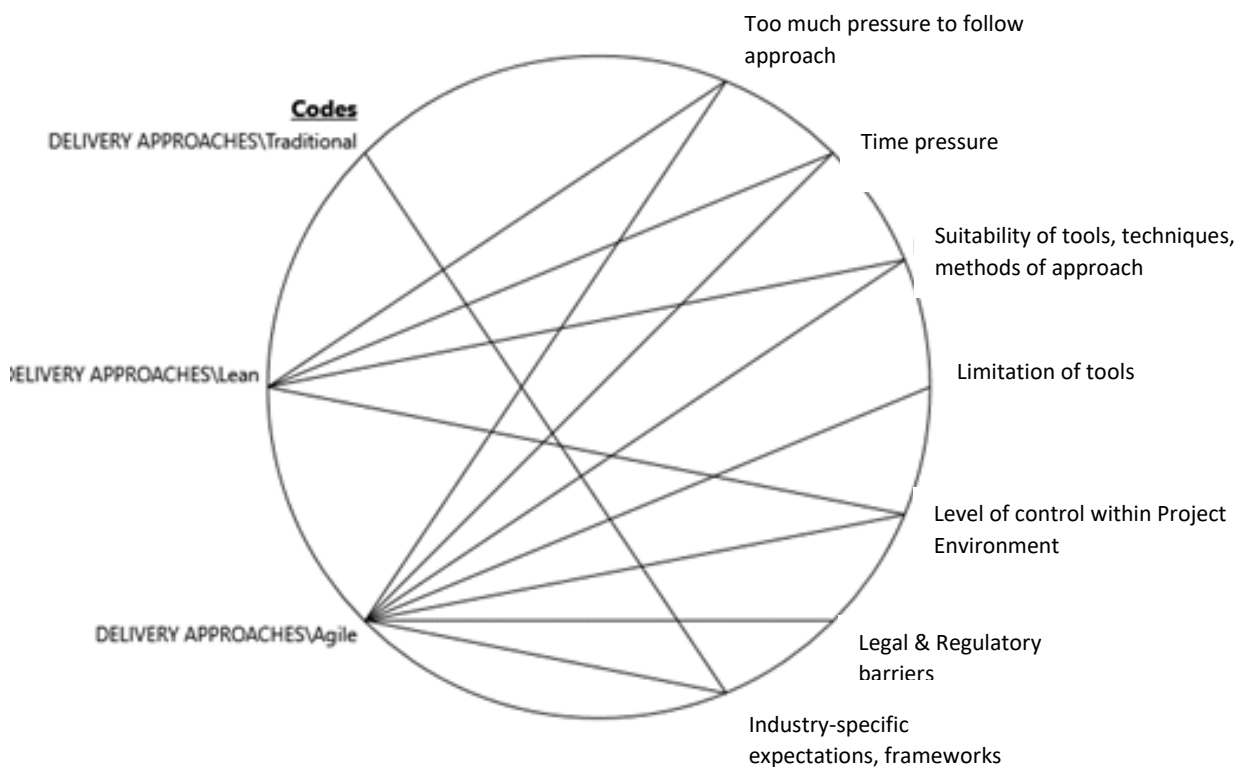 Too much pressure to follow
approach
Codes
DELIVERY APPROACHES\Traditional
Time pressure
Suitability of tools, techniques,
methods of approach
DELIVERY APPROACHES\Lean
Limitation of tools
Level of control within Project
Environment
DELIVERY APPROACHES\Agile
Legal & Regulatory
barriers
Industry-specific
expectations, frameworks